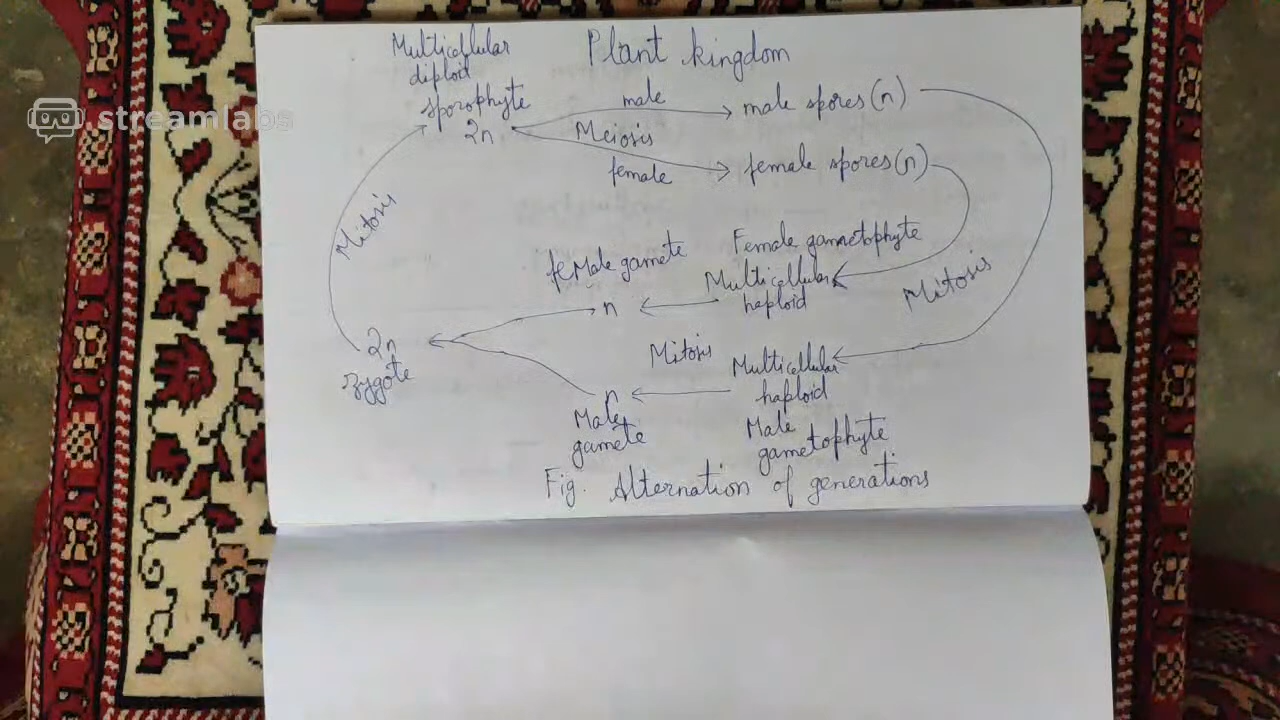 streamlabs
Plant kingdom
Multicellular
diploid
sporophyte
2n
male
male spores (n)
Meiosis
female
female spores (n)
Mitosis
Female gametophyte
female gamete
Multicellular
haploid
n
Mitosis
2n
zygote
Mitosis
Multicellular
haploid
n
Male
gamete
Male
gametophyte
Fig. Alternation of generations